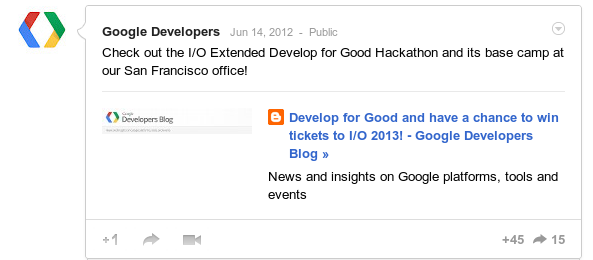 Google Developers Jun 14, 2012 - Public
Check out the I/O Extended Develop for Good Hackathon and its base camp at
our San Francisco office!
Google
Developers Blog
Develop for Good and have a chance to win
tickets to I/O 2013! - Google Developers
Blog »
News and insights on Google platforms, tools and
events
+1
+45 15